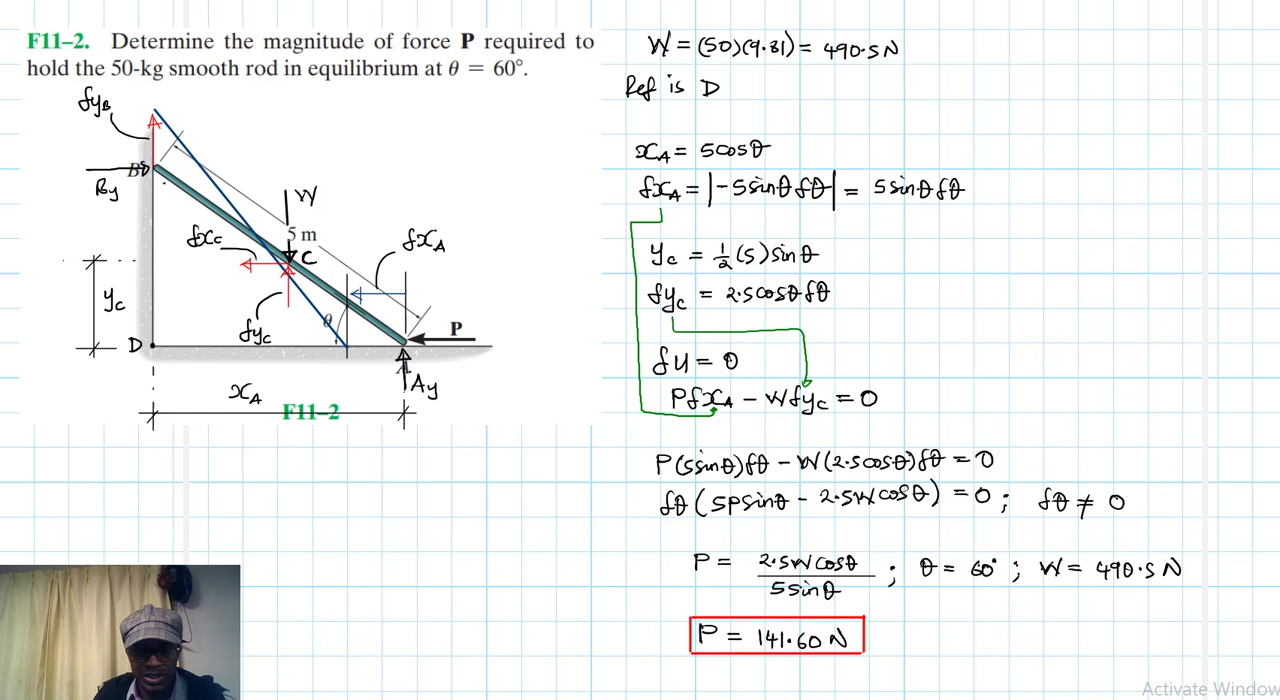 F11–2. Determine the magnitude of force P required to
hold the 50-kg smooth rod in equilibrium at θ = 60°.
δy_B
B
B_y
W
5 m
δx_C
C
δx_A
y_C
δy_C
θ
P
D
A_y
x_A
F11–2
W = (50)(9.81) = 490.5 N
Ref is D
x_A = 5cosθ
δx_A = |-5sinθ δθ| = 5sinθ δθ
y_C = 1/2 (5) sinθ
δy_C = 2.5cosθ δθ
δU = 0
Pδx_A - Wδy_C = 0
P(5sinθ)δθ - W(2.5cosθ)δθ = 0
δθ(5Psinθ - 2.5Wcosθ) = 0 ; δθ ≠ 0
P = 2.5Wcosθ / 5sinθ ; θ = 60° ; W = 490.5 N
P = 141.60 N
Activate Window